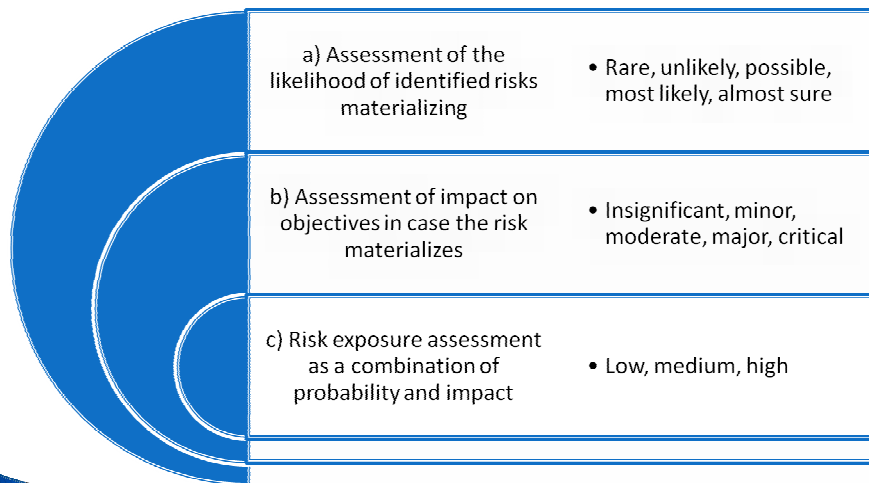 a) Assessment of the
likelihood of identified risks
materializing
• Rare, unlikely, possible,
most likely, almost sure
b) Assessment of impact on
objectives in case the risk
materializes
• Insignificant, minor,
moderate, major, critical
c) Risk exposure assessment
as a combination of
probability and impact
• Low, medium, high